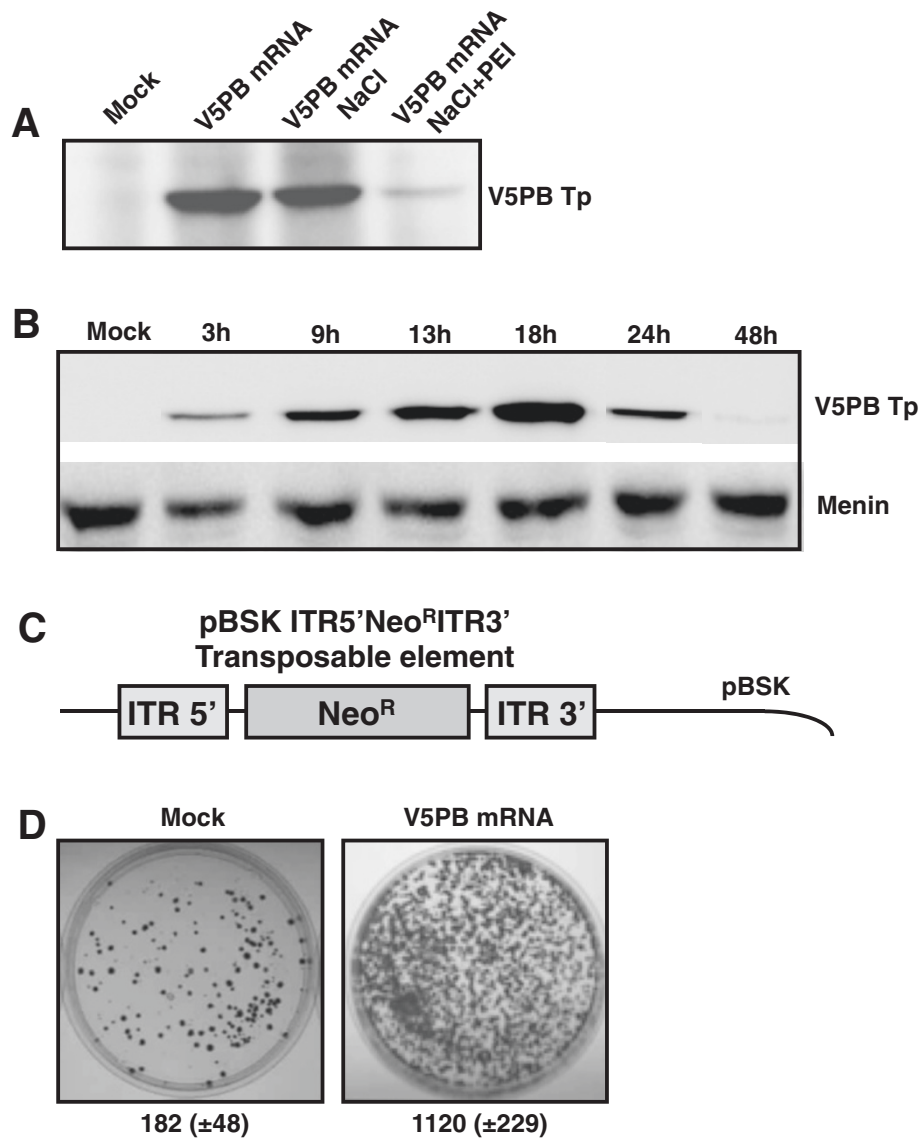 A
Mock
V5PB mRNA
V5PB mRNA
NaCl
V5PB mRNA
NaCl+PEI
V5PB Tp
B
Mock 3h 9h 13h 18h 24h 48h
V5PB Tp
Menin
C
pBSK ITR5’NeoᴿITR3’
Transposable element
pBSK
ITR 5’ Neoᴿ ITR 3’
D
Mock V5PB mRNA
182 (±48) 1120 (±229)